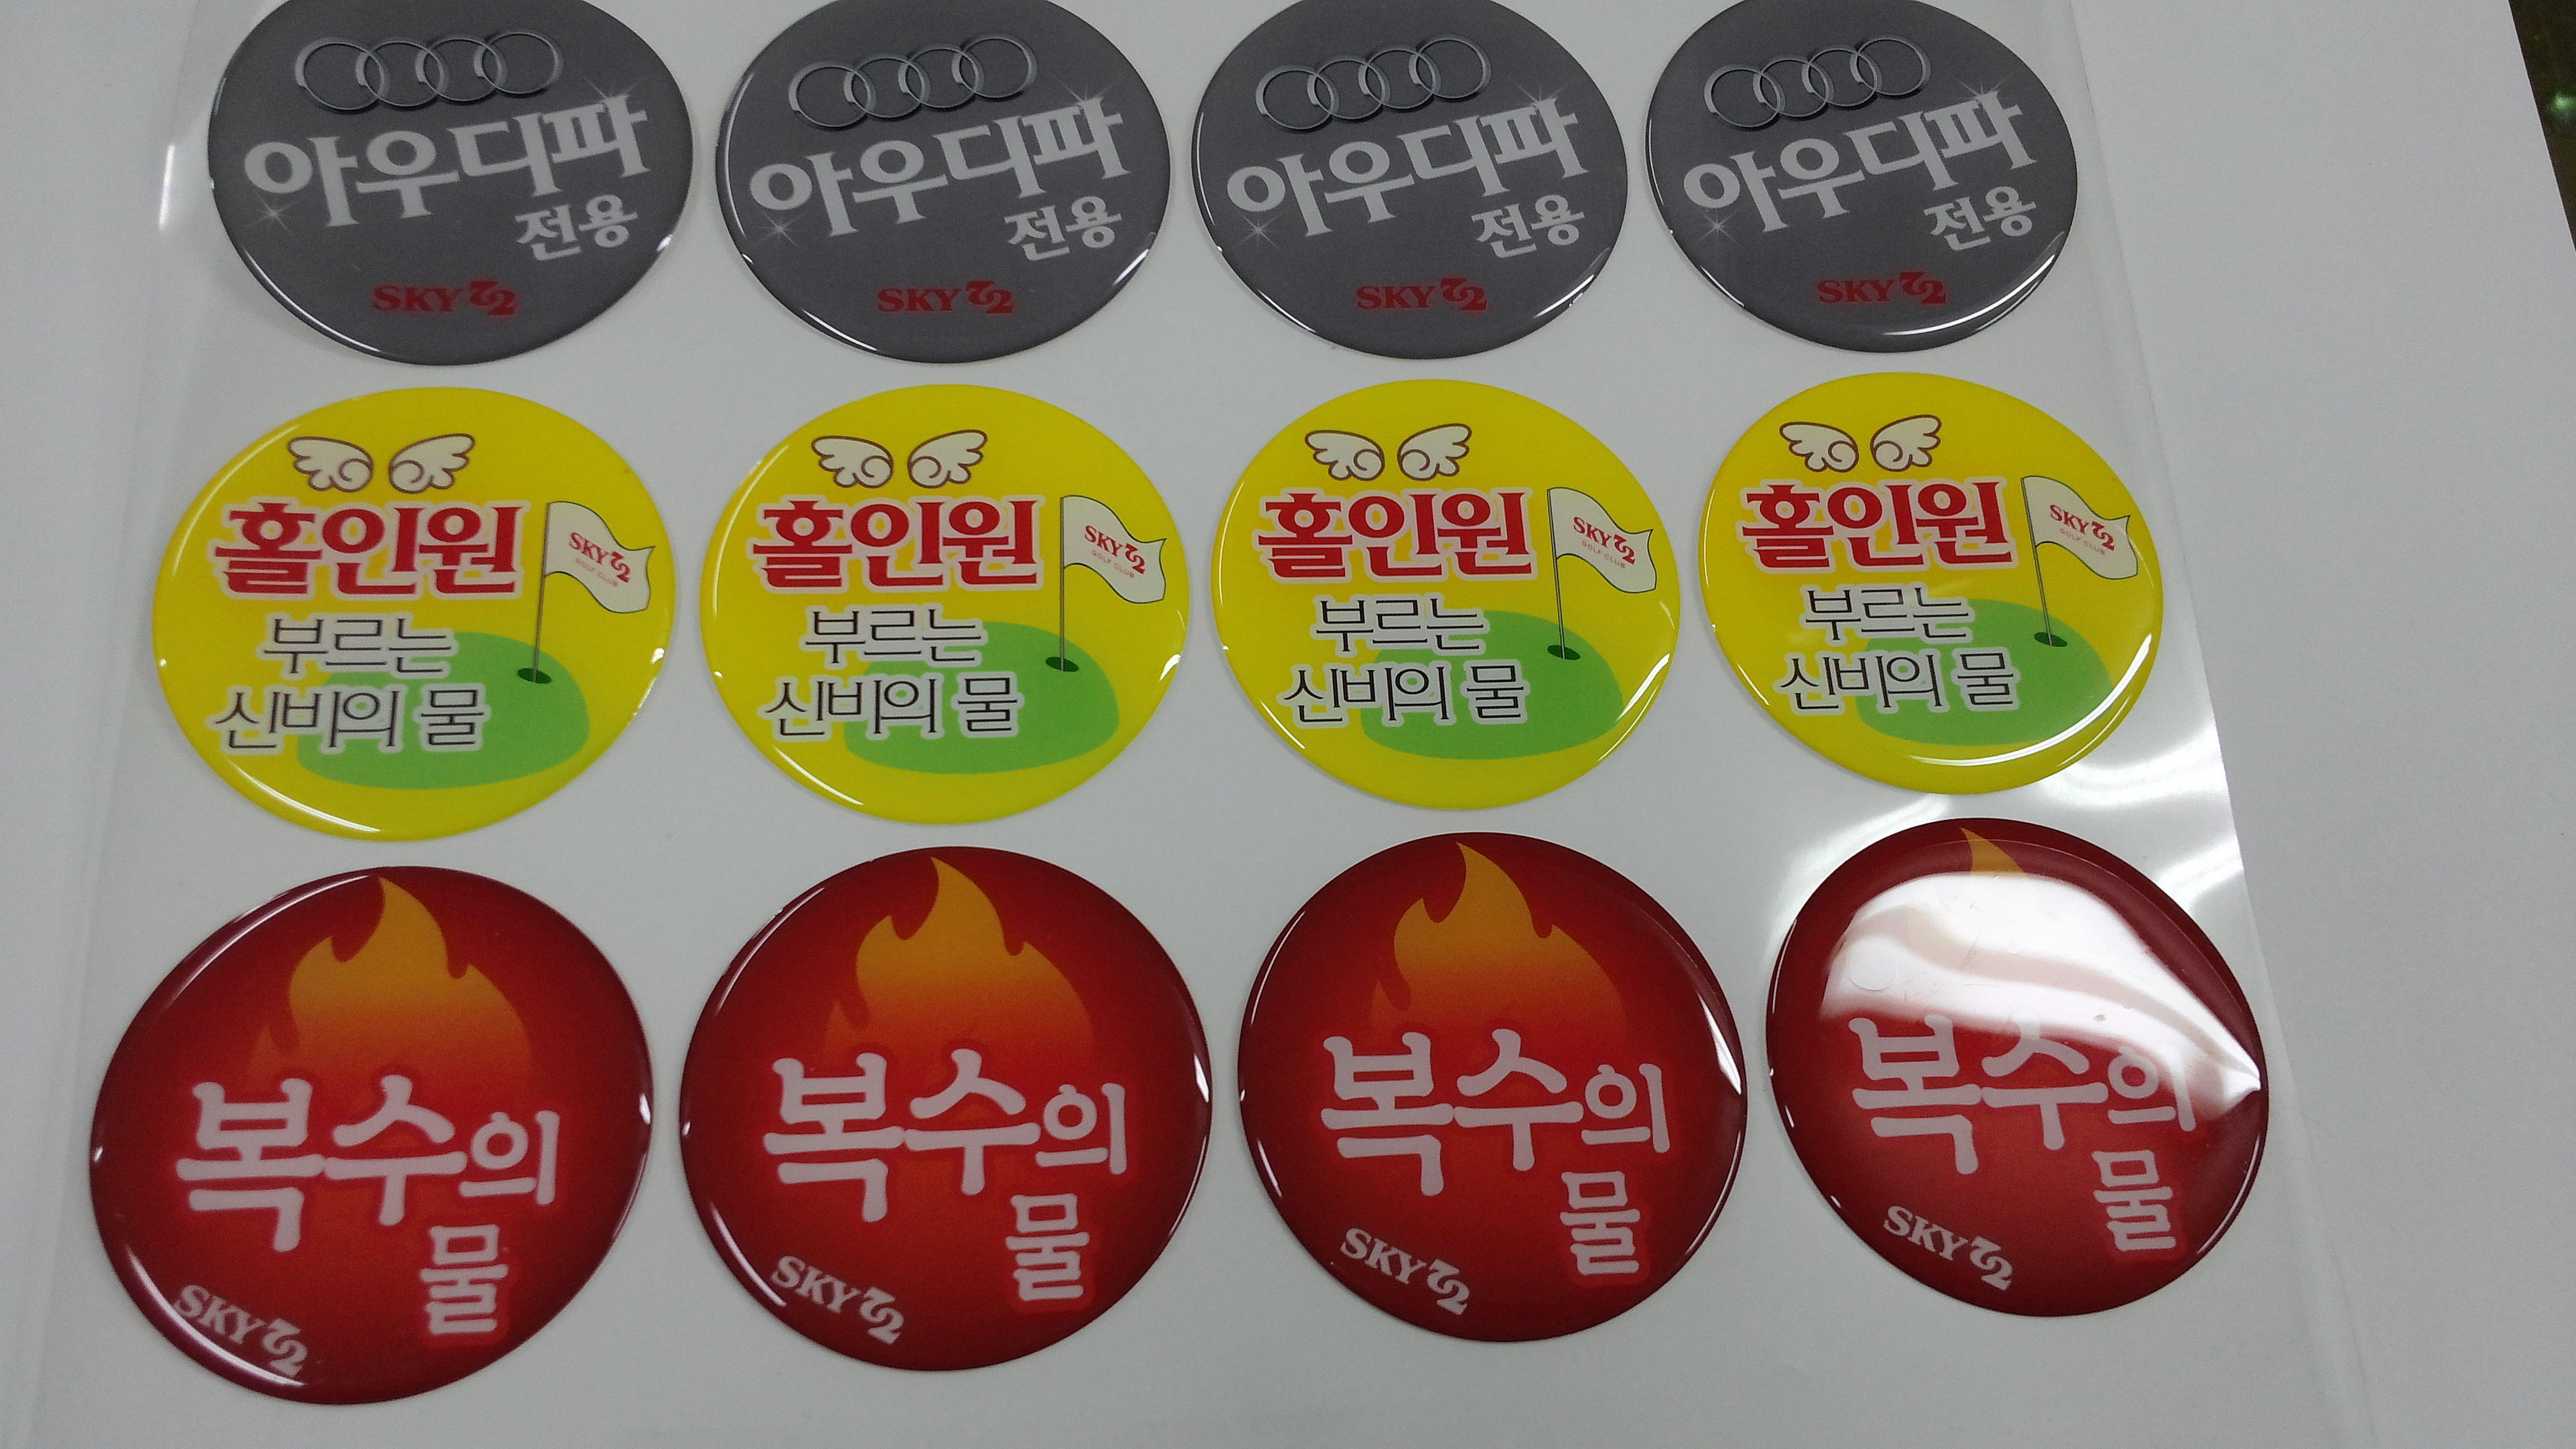 아우디파
전용
SKY72
아우디파
전용
SKY72
아우디파
전용
SKY72
아우디파
전용
SKY72
홀인원
SKY72
GOLF CLUB
부르는
신비의 물
홀인원
SKY72
GOLF CLUB
부르는
신비의 물
홀인원
SKY72
GOLF CLUB
부르는
신비의 물
홀인원
SKY72
GOLF CLUB
부르는
신비의 물
복수의
물
SKY72
복수의
물
SKY72
복수의
물
SKY72
복수의
물
SKY72